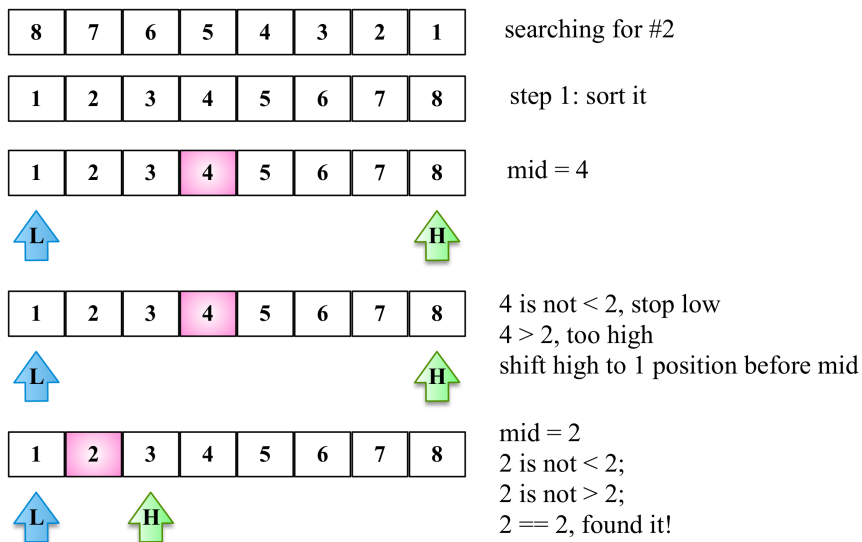 8 7 6 5 4 3 2 1 searching for #2
1 2 3 4 5 6 7 8 step 1: sort it
1 2 3 4 5 6 7 8 mid = 4
L H
1 2 3 4 5 6 7 8 4 is not < 2, stop low
4 > 2, too high
L H shift high to 1 position before mid
1 2 3 4 5 6 7 8 mid = 2
2 is not < 2;
2 is not > 2;
L H 2 == 2, found it!